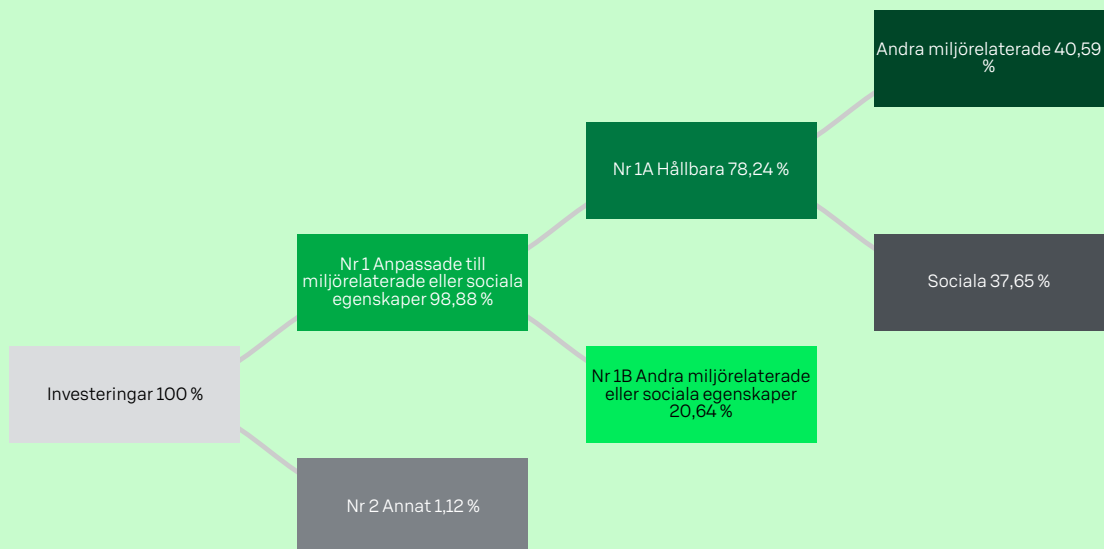 Andra miljörelaterade 40,59
%
Nr 1A Hållbara 78,24 %
Nr 1 Anpassade till
miljörelaterade eller sociala
egenskaper 98,88 %
Sociala 37,65 %
Investeringar 100 %
Nr 1B Andra miljörelaterade
eller sociala egenskaper
20,64 %
Nr 2 Annat 1,12 %